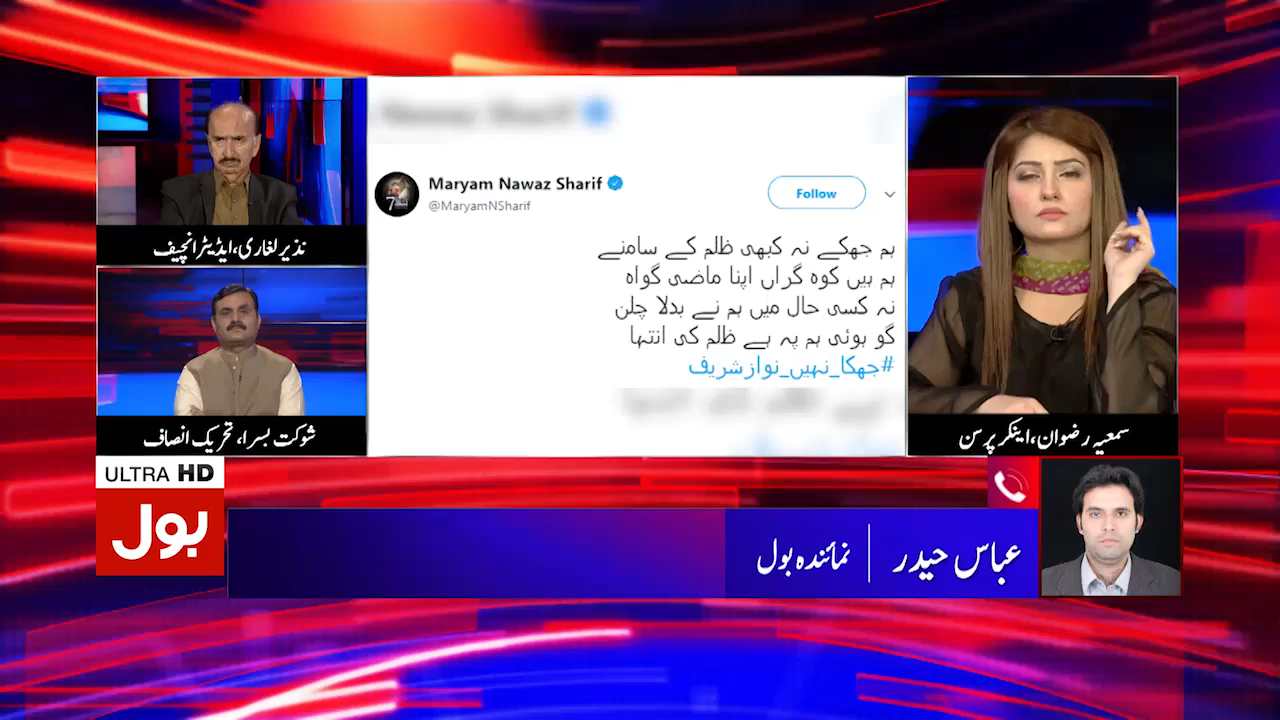 نذیر لغاری، ایڈیٹر انچیف
شوکت بسرا، تحریک انصاف
Maryam Nawaz Sharif
@MaryamNSharif
Follow
ہم جھکے نہ کبھی ظلم کے سامنے
ہم ہیں کوہ گراں اپنا ماضی گواہ
نہ کسی حال میں ہم نے بدلا چلن
گو ہوئی ہم پہ ہے ظلم کی انتہا
#جھکا_نہیں_نوازشریف
سمعیہ رضوان، اینکر پرسن
ULTRA HD
بول
عباس حیدر
نمائندہ بول